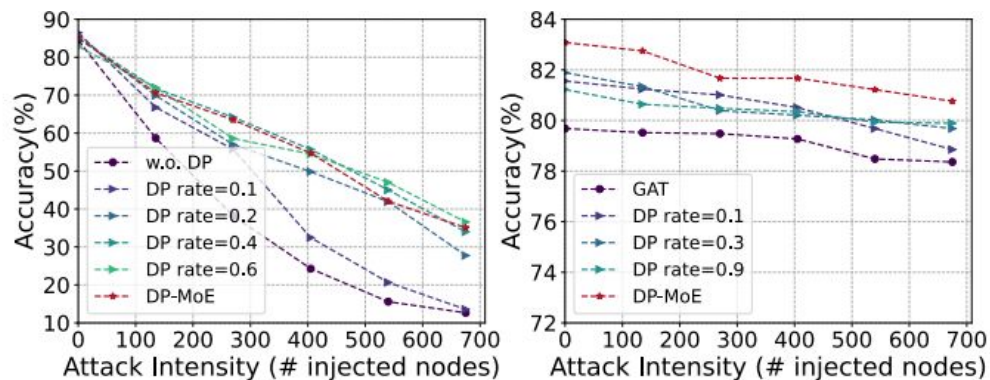 90
80
70
60
50
40
30
20
10
0 100 200 300 400 500 600 700
Accuracy(%)
Attack Intensity (# injected nodes)
w.o. DP
DP rate=0.1
DP rate=0.2
DP rate=0.4
DP rate=0.6
DP-MoE
84
82
80
78
76
74
72
0 100 200 300 400 500 600 700
Accuracy(%)
Attack Intensity (# injected nodes)
GAT
DP rate=0.1
DP rate=0.3
DP rate=0.9
DP-MoE